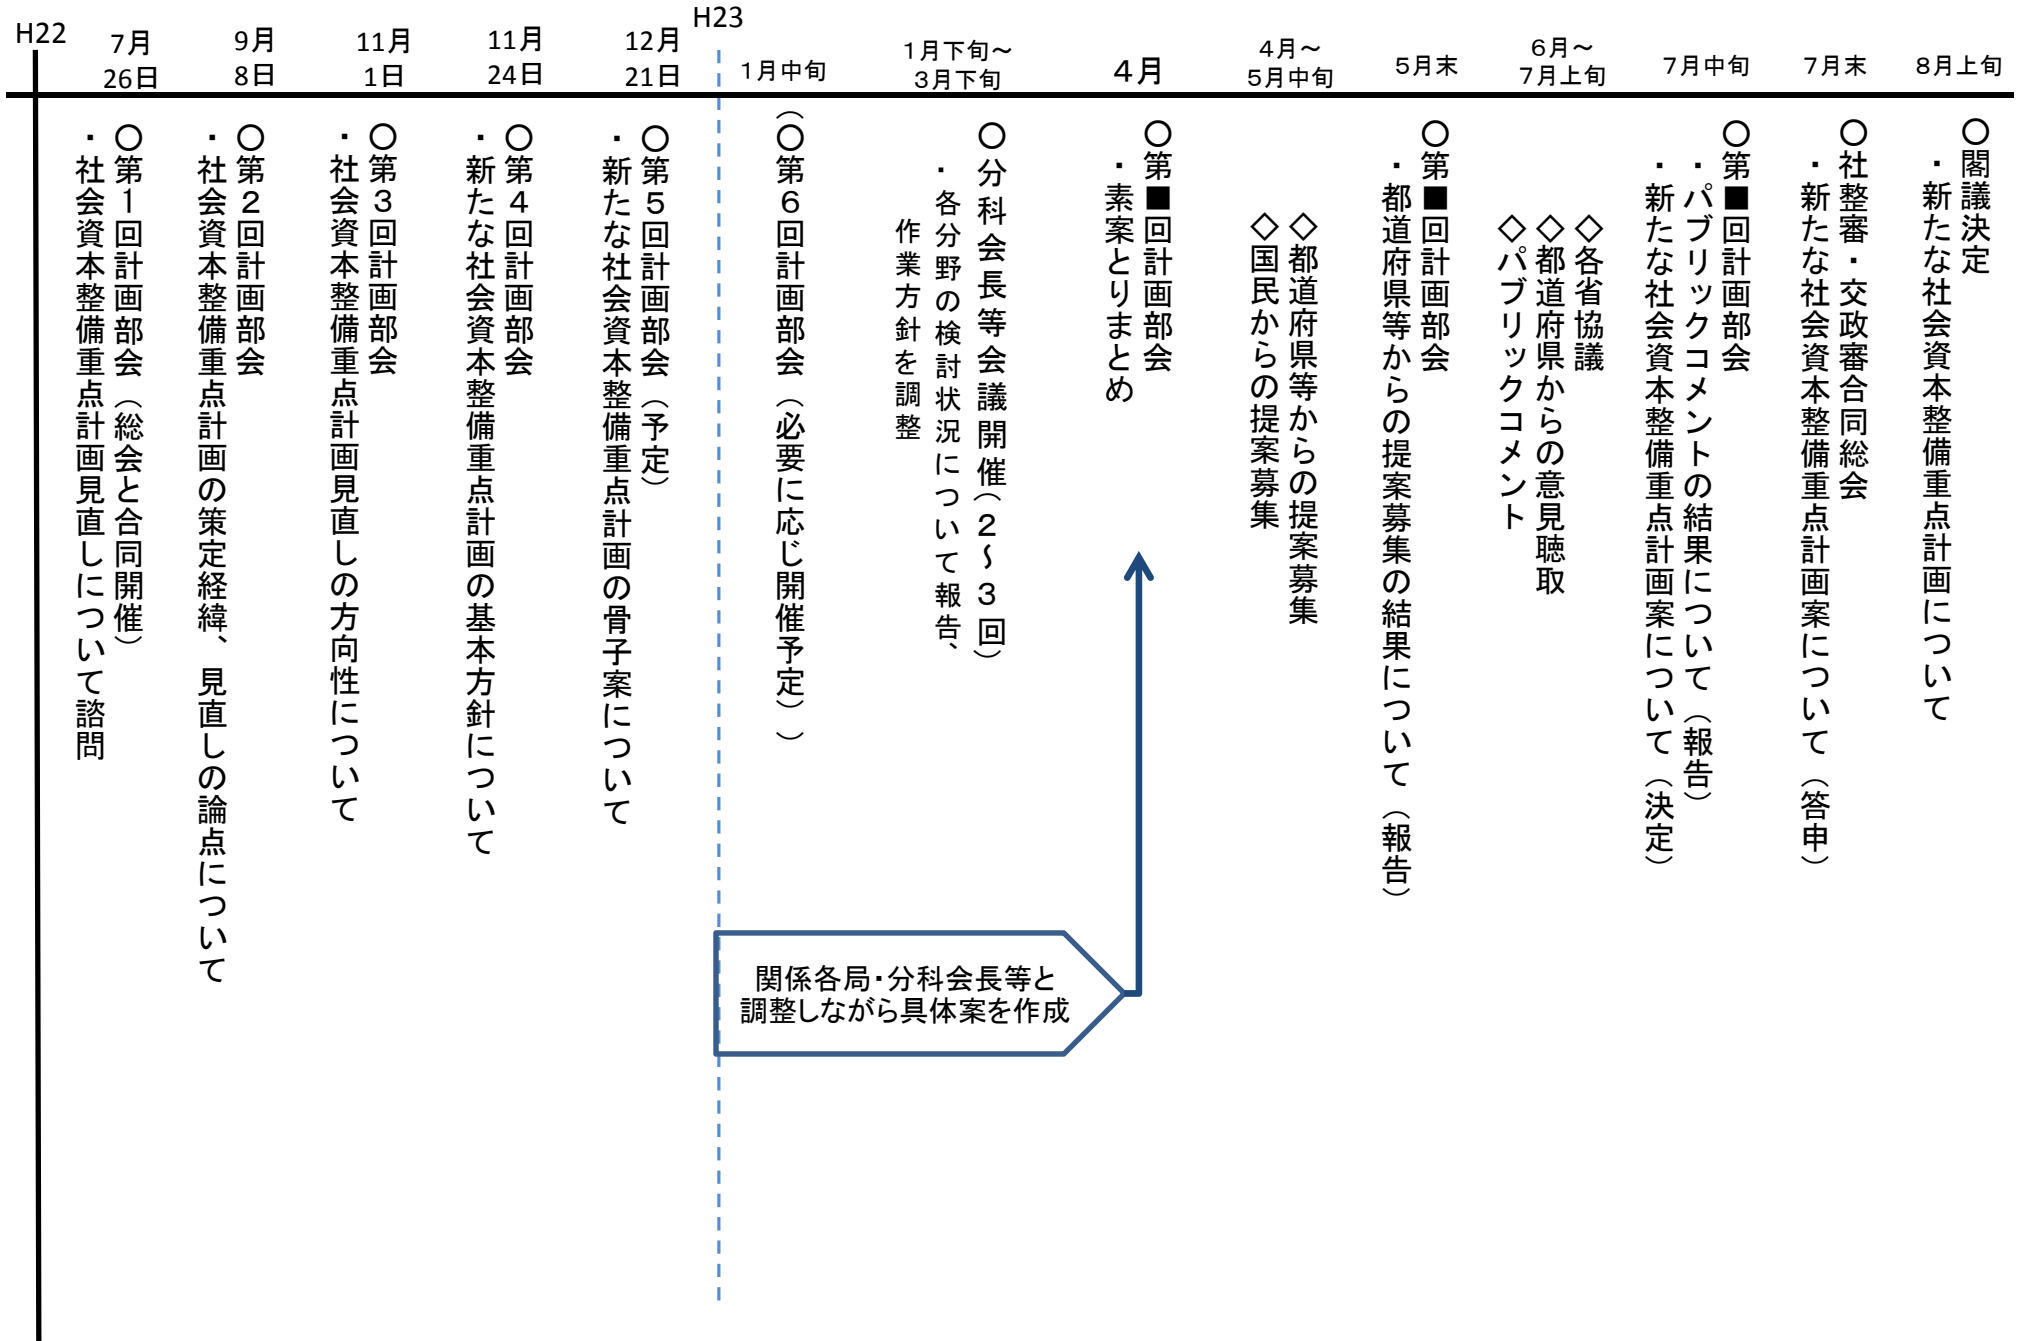 H22
7月
26日
〇第1回計画部会(総会と合同開催)
・社会資本整備重点計画見直しについて諮問
9月
8日
〇第2回計画部会
・社会資本整備重点計画の策定経緯、見直しの論点について
11月
1日
〇第3回計画部会
・社会資本整備重点計画見直しの方向性について
11月
24日
〇第4回計画部会
・新たな社会資本整備重点計画の基本方針について
12月
21日
〇第5回計画部会(予定)
・新たな社会資本整備重点計画の骨子案について
H23
1月中旬
(〇第6回計画部会(必要に応じ開催予定))
1月下旬~
3月下旬
〇分科会長等会議開催(2~3回)
・各分野の検討状況について報告、
作業方針を調整
4月
〇第■回計画部会
・素案とりまとめ
4月~
5月中旬
◇都道府県等からの提案募集
◇国民からの提案募集
5月末
〇第■回計画部会
・都道府県等からの提案募集の結果について(報告)
6月~
7月上旬
◇各省協議
◇都道府県からの意見聴取
◇パブリックコメント
7月中旬
〇第■回計画部会
・パブリックコメントの結果について(報告)
・新たな社会資本整備重点計画案について(決定)
7月末
〇社整審・交政審合同総会
・新たな社会資本整備重点計画案について(答申)
8月上旬
〇閣議決定
・新たな社会資本整備重点計画について
関係各局・分科会長等と
調整しながら具体案を作成